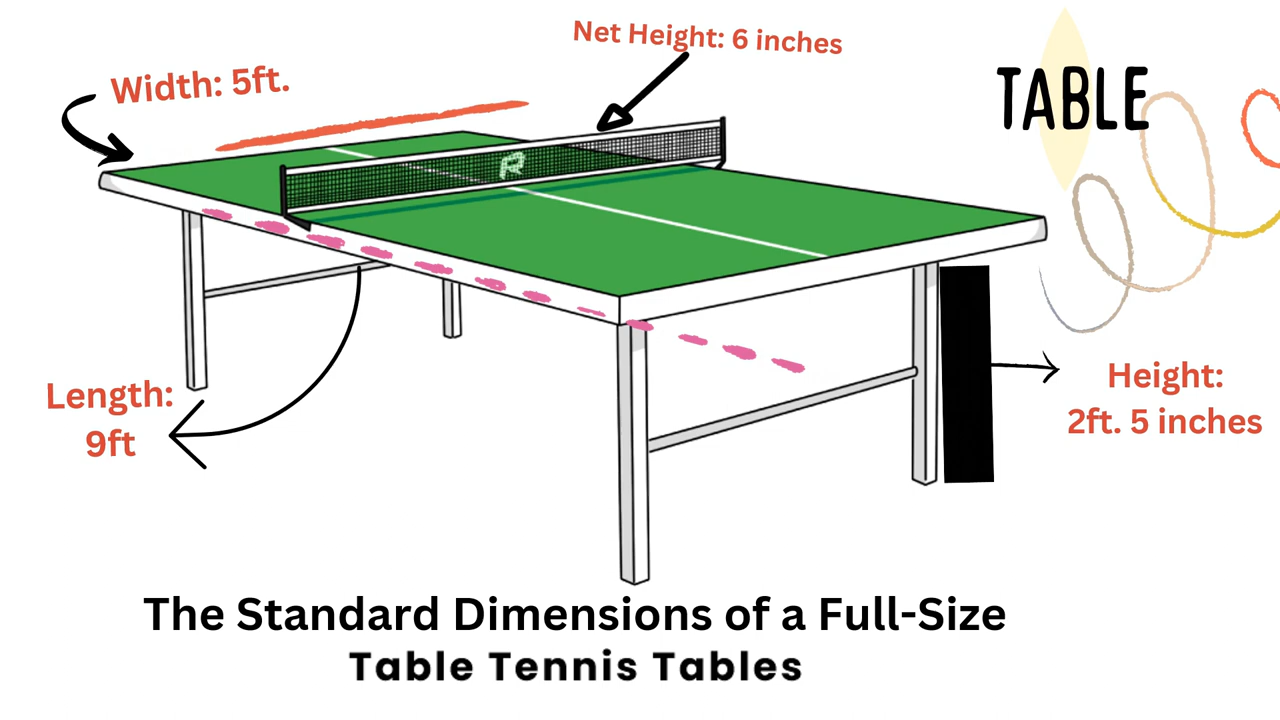 Net Height: 6 inches
Width: 5ft.
TABLE
R
Length:
9ft
Height:
2ft. 5 inches
The Standard Dimensions of a Full-Size
Table Tennis Tables